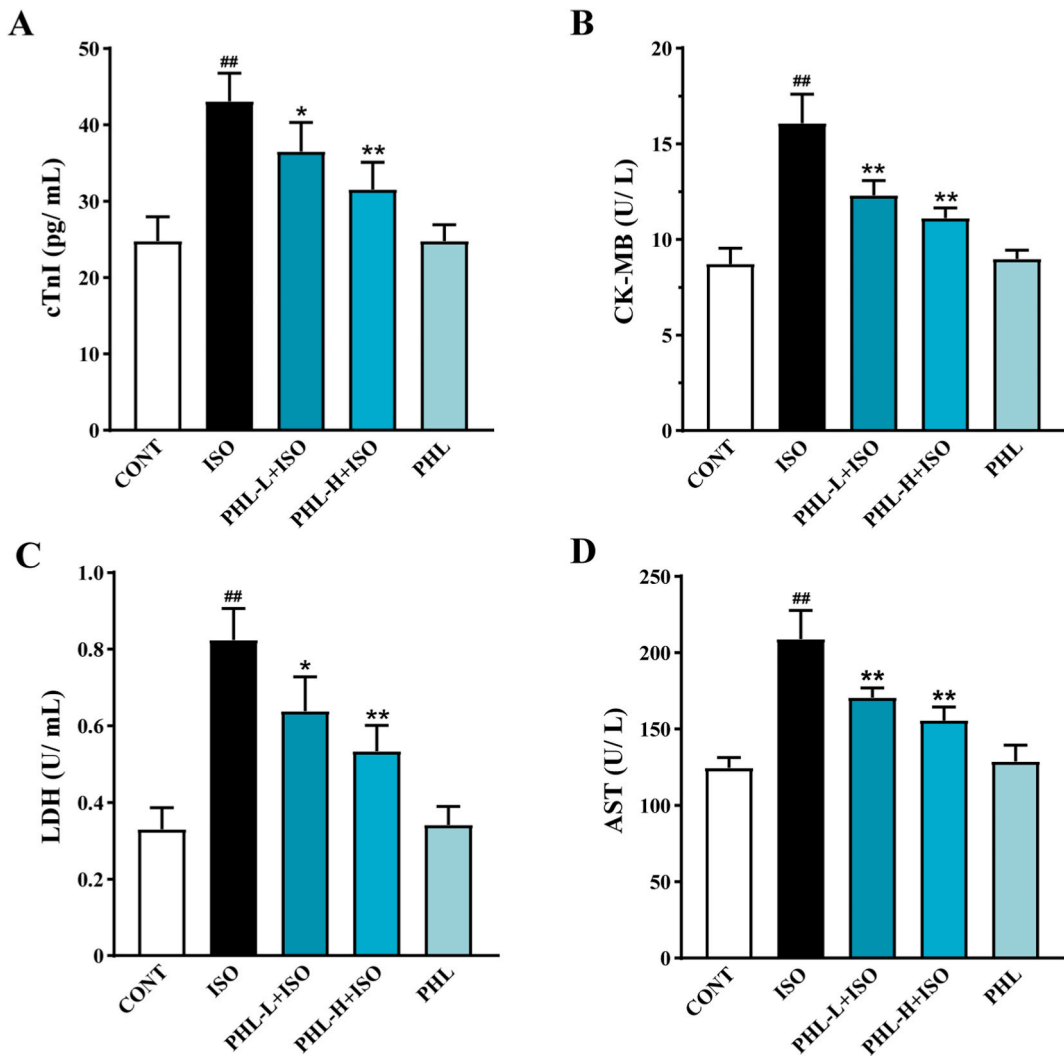 A
cTnI (pg/ mL)
50
40
30
20
10
0
##
*
**
CONT
ISO
PHL-L+ISO
PHL-H+ISO
PHL
B
CK-MB (U/ L)
20
15
10
5
0
##
**
**
CONT
ISO
PHL-L+ISO
PHL-H+ISO
PHL
C
LDH (U/ mL)
1.0
0.8
0.6
0.4
0.2
0
##
*
**
CONT
ISO
PHL-L+ISO
PHL-H+ISO
PHL
D
AST (U/ L)
250
200
150
100
50
0
##
**
**
CONT
ISO
PHL-L+ISO
PHL-H+ISO
PHL